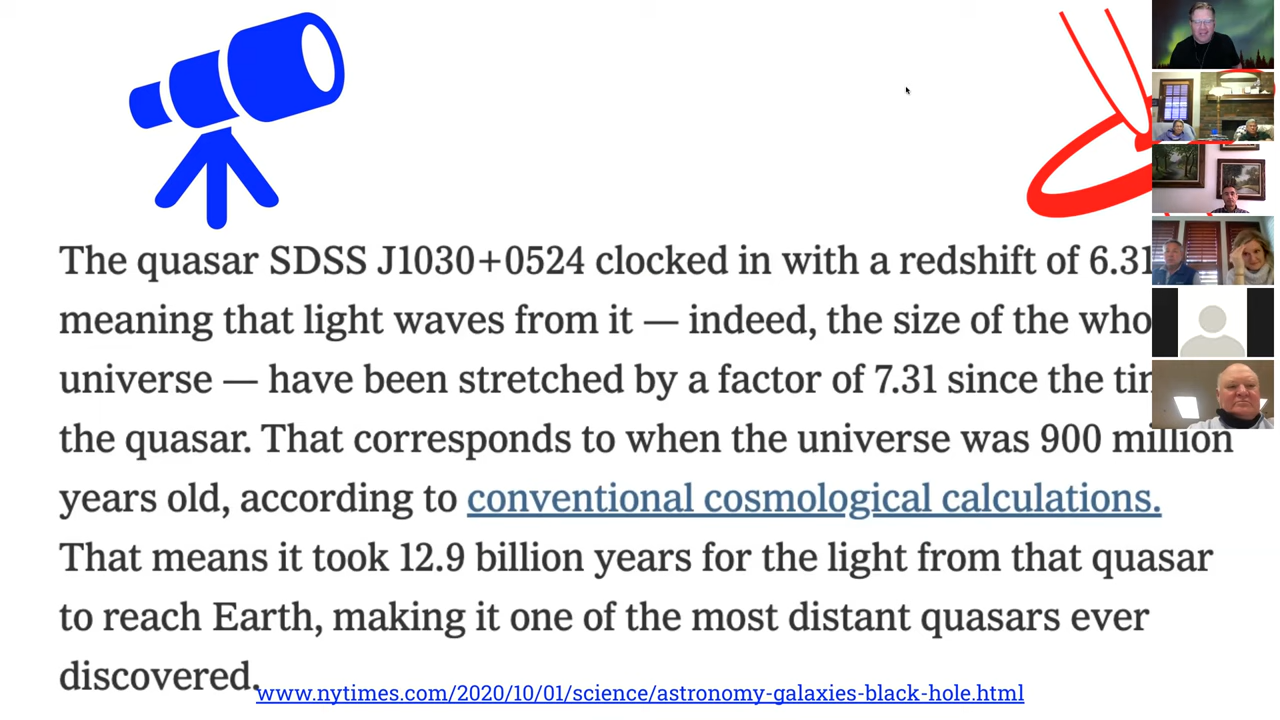 The quasar SDSS J1030+0524 clocked in with a redshift of 6.31
meaning that light waves from it — indeed, the size of the who
universe — have been stretched by a factor of 7.31 since the
the quasar. That corresponds to when the universe was 900 million
years old, according to conventional cosmological calculations.
That means it took 12.9 billion years for the light from that quasar
to reach Earth, making it one of the most distant quasars ever
discovered.
www.nytimes.com/2020/10/01/science/astronomy-galaxies-black-hole.html